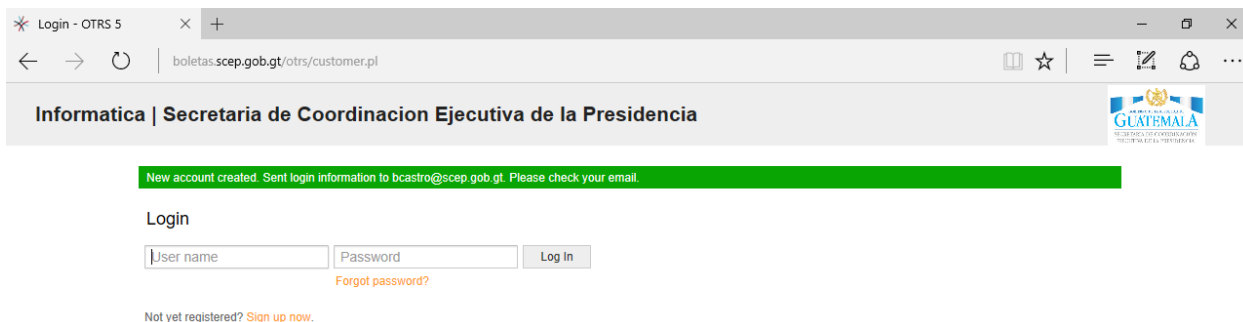 Login - OTRS 5
boletas.scep.gob.gt/otrs/customer.pl
Informatica | Secretaria de Coordinacion Ejecutiva de la Presidencia
GUATEMALA
New account created. Sent login information to bcastro@scep.gob.gt. Please check your email.
Login
User name Password Log In
Forgot password?
Not yet registered? Sign up now.